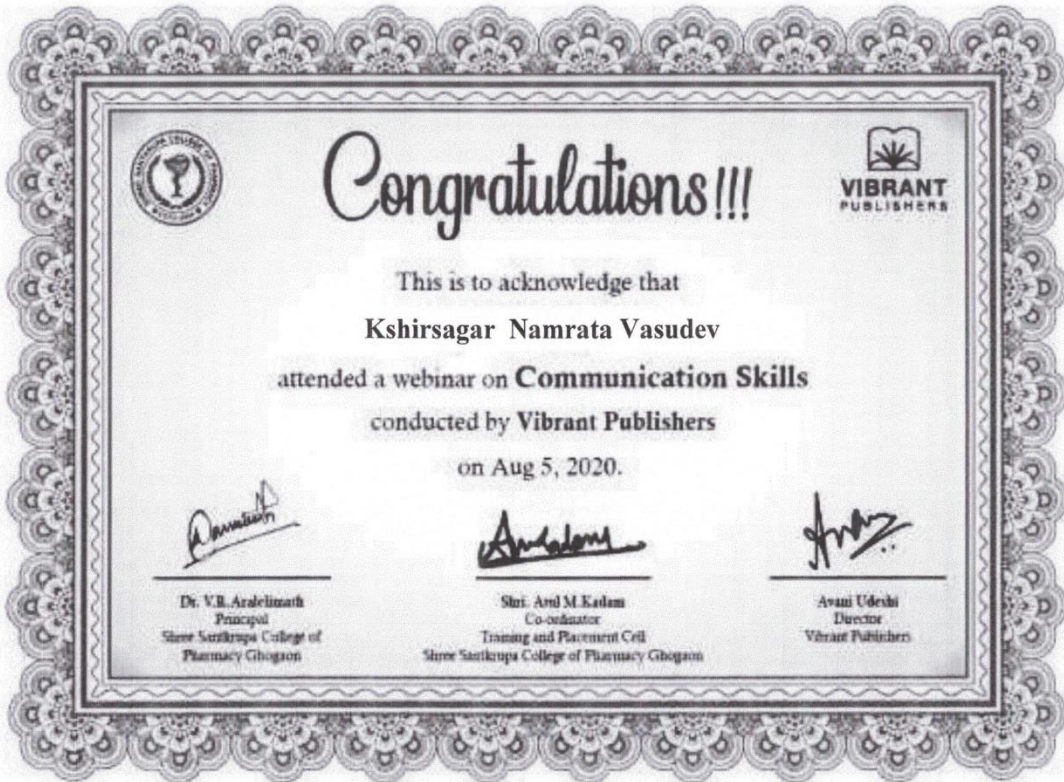 Congratulations!!!
VIBRANT
PUBLISHERS
This is to acknowledge that
Kshirsagar Namrata Vasudev
attended a webinar on Communication Skills
conducted by Vibrant Publishers
on Aug 5, 2020.
Dr. V.R. Aralelimath
Principal
Shree Santkrupa College of
Pharmacy Ghogaon
Shri. Amil M.Kadam
Co-ordinator
Training and Placement Cell
Shree Santkrupa College of Pharmacy Ghogaon
Avani Udeshi
Director
Vibrant Publishers